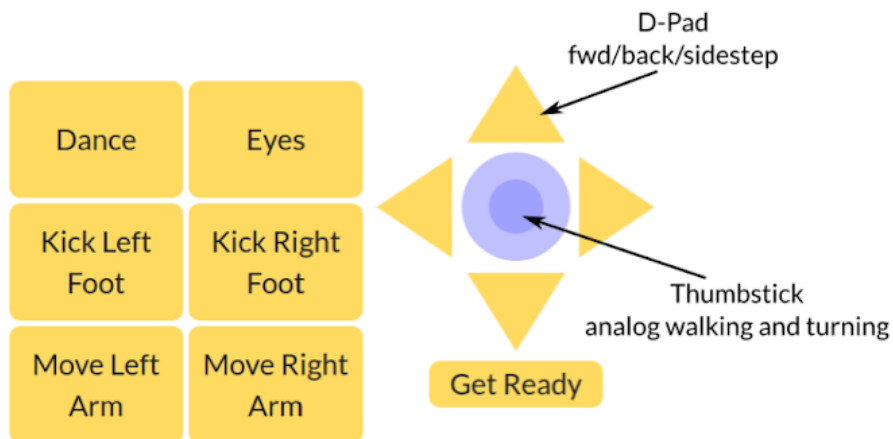 D-Pad
fwd/back/sidestep
Dance
Eyes
Kick Left
Foot
Kick Right
Foot
Thumbstick
analog walking and turning
Move Left
Arm
Move Right
Arm
Get Ready